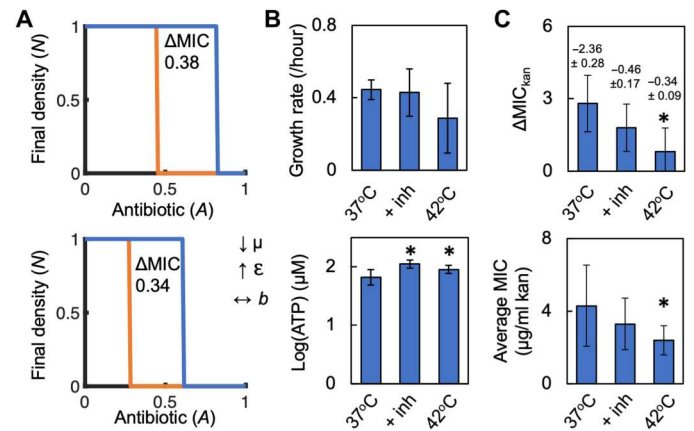 A
Final density (N)
1
0.5
0
ΔMIC
0.38
0
0.5
1
Antibiotic (A)
Final density (N)
1
0.5
0
ΔMIC
0.34
0
0.5
1
Antibiotic (A)
↓ μ
↑ ε
↔ b
B
Growth rate (/hour)
0.8
0.4
0
37°C
+ inh
42°C
Log(ATP) (μM)
2
1
0
*
*
37°C
+ inh
42°C
C
ΔMICkan
6
3
0
−2.36
± 0.28
−0.46
±0.17
−0.34
± 0.09
*
37°C
+ inh
42°C
Average MIC
(μg/ml kan)
8
4
0
*
37°C
+ inh
42°C